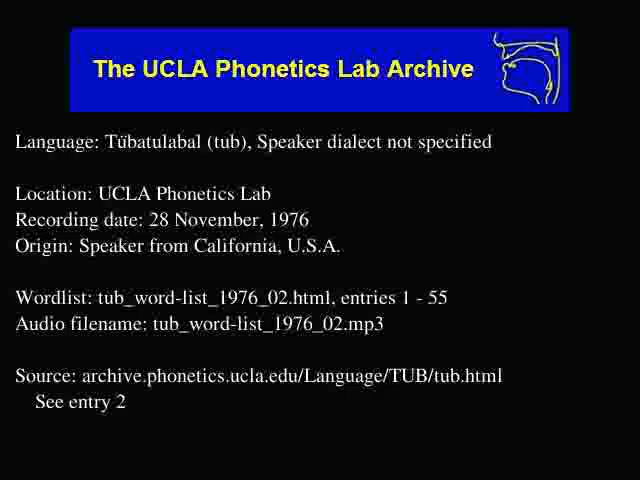 The UCLA Phonetics Lab Archive
Language: Tübatulabal (tub), Speaker dialect not specified
Location: UCLA Phonetics Lab
Recording date: 28 November, 1976
Origin: Speaker from California, U.S.A.
Wordlist: tub_word-list_1976_02.html, entries 1 - 55
Audio filename: tub_word-list_1976_02.mp3
Source: archive.phonetics.ucla.edu/Language/TUB/tub.html
See entry 2